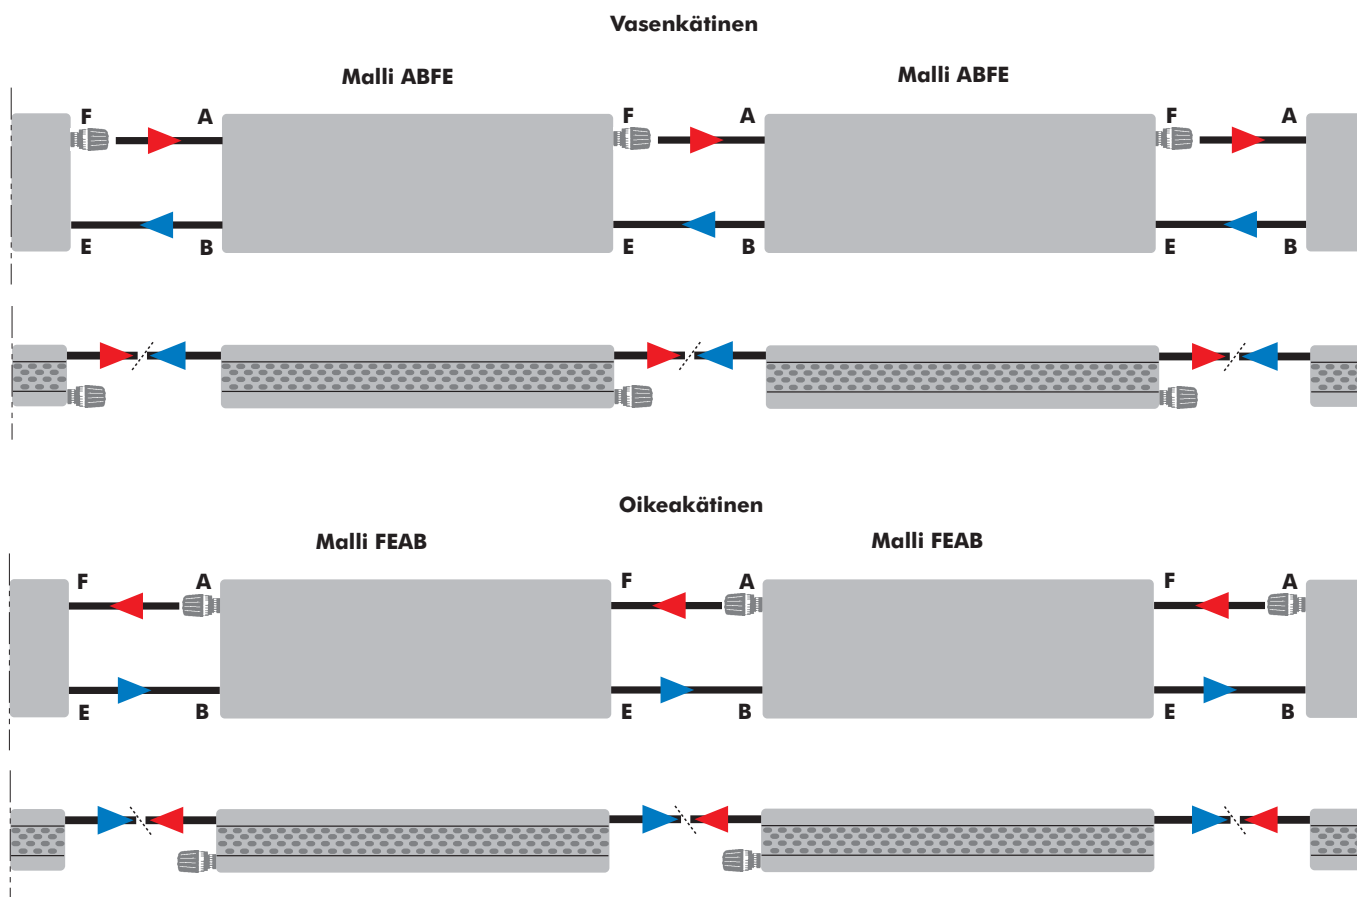 Vasenkätinen
Malli ABFE Malli ABFE
F A F A F A
E B E B E B
Oikeakätinen
Malli FEAB Malli FEAB
F A F A F A
E B E B E B